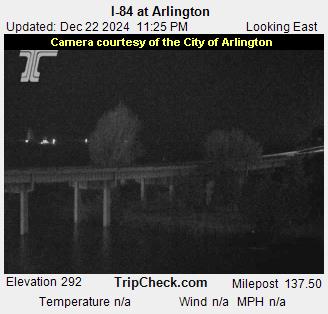 I-84 at Arlington
Updated: Dec 22 2024 11:25 PM Looking East
Camera courtesy of the City of Arlington
Elevation 292 TripCheck.com Milepost 137.50
Temperature n/a Wind n/a MPH n/a